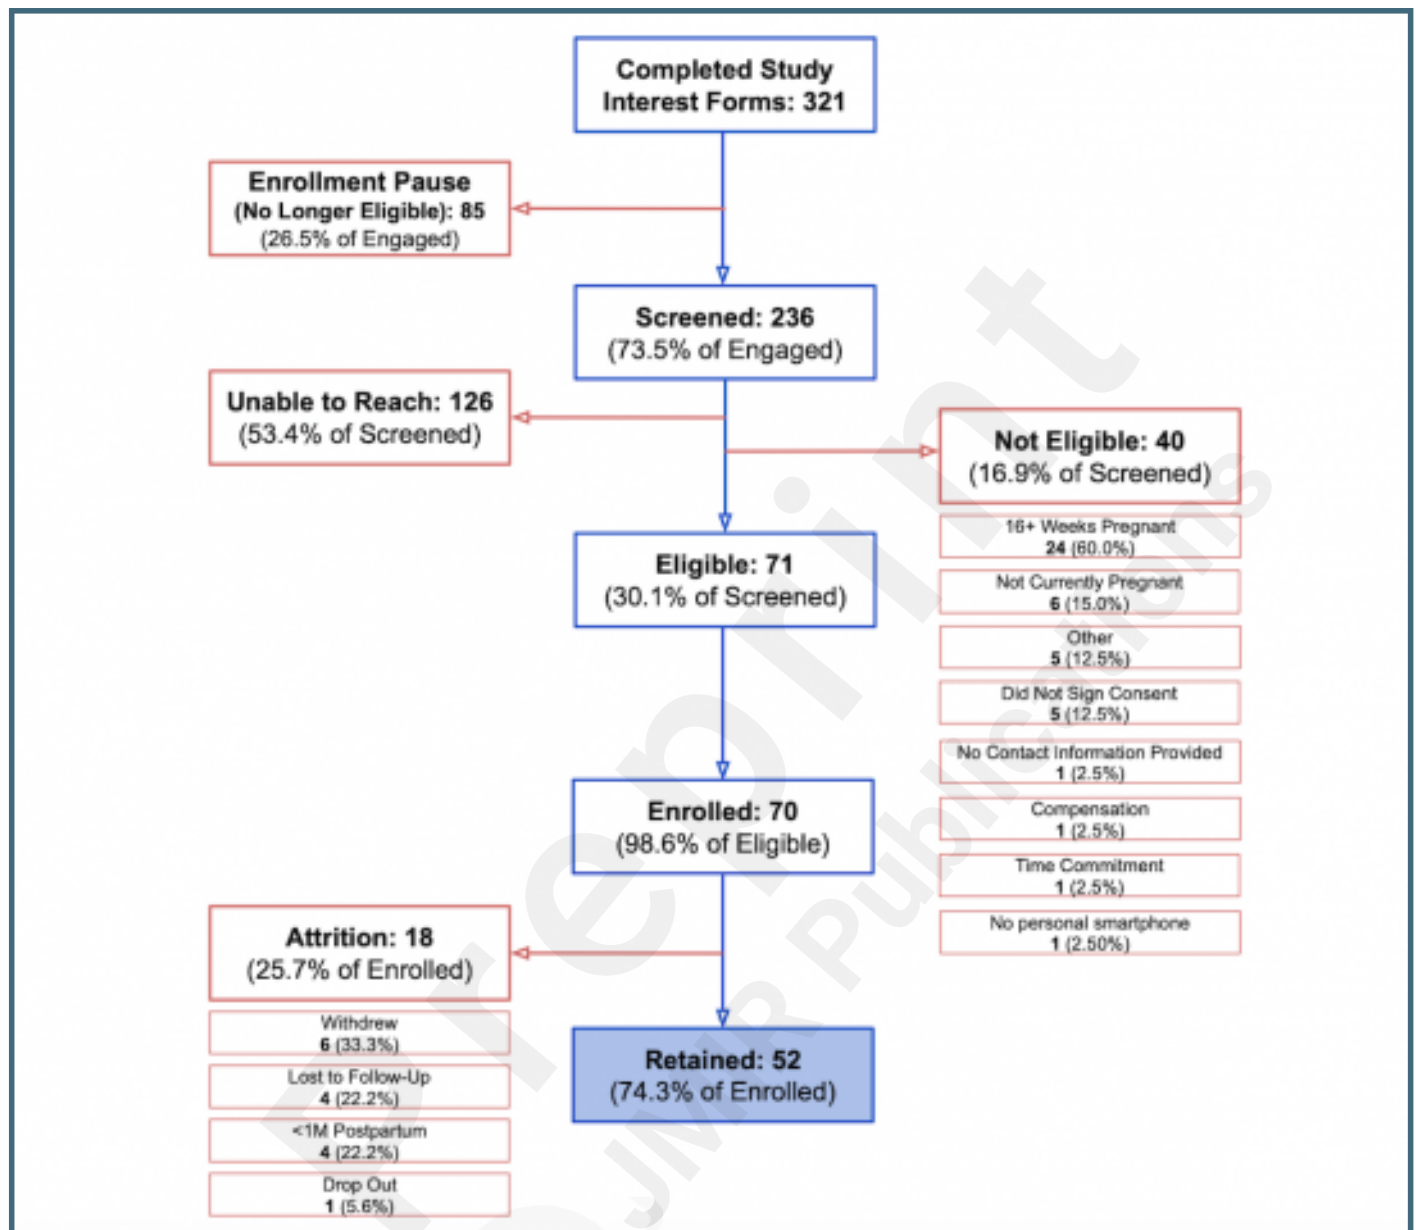 Completed Study
Interest Forms: 321
Enrollment Pause
(No Longer Eligible): 85
(26.5% of Engaged)
Screened: 236
(73.5% of Engaged)
Unable to Reach: 126
(53.4% of Screened)
Not Eligible: 40
(16.9% of Screened)
16+ Weeks Pregnant
24 (60.0%)
Not Currently Pregnant
6 (15.0%)
Other
5 (12.5%)
Did Not Sign Consent
5 (12.5%)
No Contact Information Provided
1 (2.5%)
Compensation
1 (2.5%)
Time Commitment
1 (2.5%)
No personal smartphone
1 (2.50%)
Eligible: 71
(30.1% of Screened)
Enrolled: 70
(98.6% of Eligible)
Attrition: 18
(25.7% of Enrolled)
Withdrew
6 (33.3%)
Lost to Follow-Up
4 (22.2%)
<1M Postpartum
4 (22.2%)
Drop Out
1 (5.6%)
Retained: 52
(74.3% of Enrolled)
Preprint
JMIR Publications